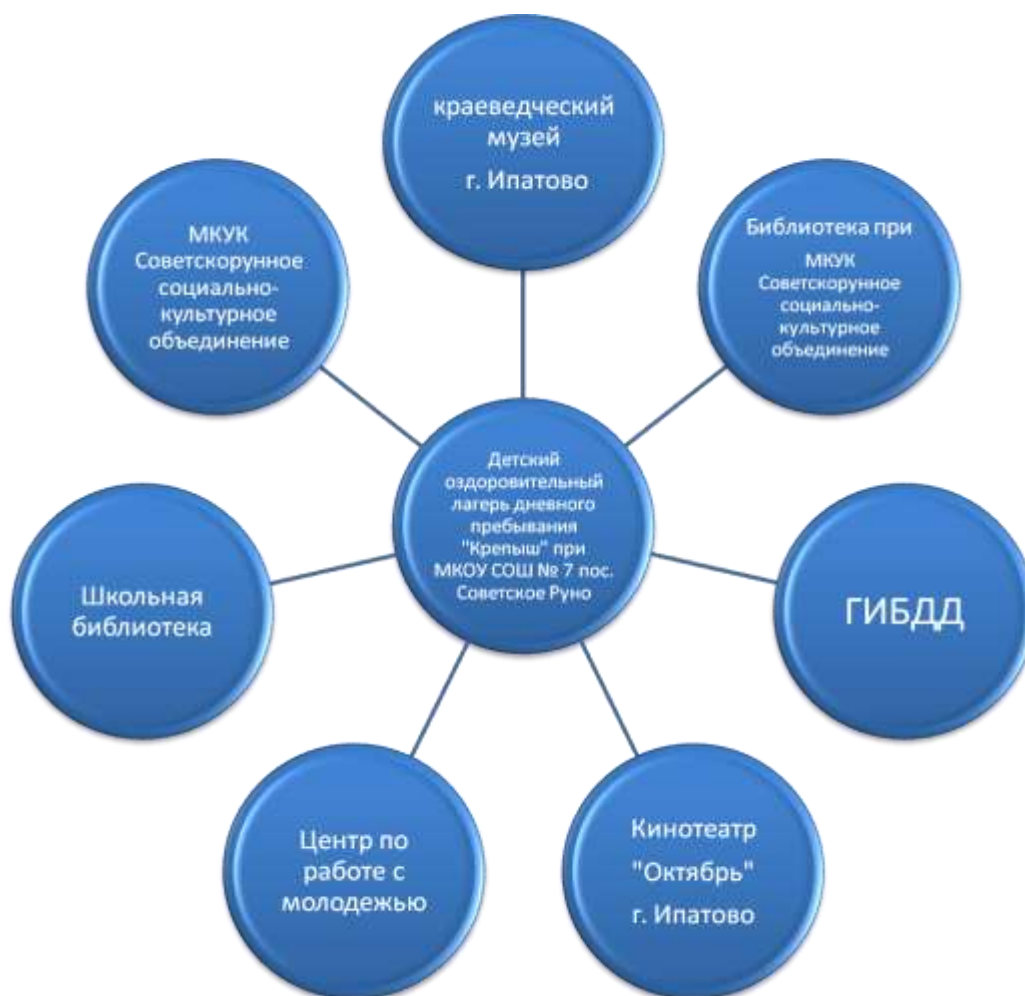 краеведческий
музей
г. Ипатово
МКУК
Советскорунное
социально-
культурное
объединение
Библиотека при
МКУК
Советскорунное
социально-
культурное
объединение
Детский
оздоровительный
лагерь дневного
пребывания
"Крепыш" при
МКОУ СОШ № 7 пос.
Советское Руно
Школьная
библиотека
ГИБДД
Центр по
работе с
молодежью
Кинотеатр
"Октябрь"
г. Ипатово